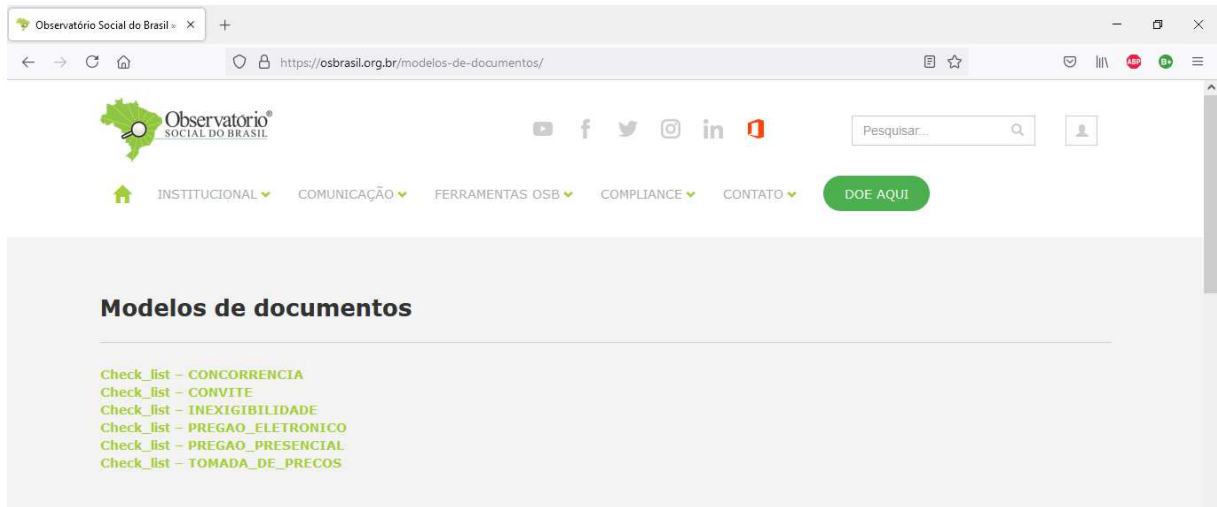 Observatório Social do Brasil »
https://osbrasil.org.br/modelos-de-documentos/
ABP
B+
Observatório®
SOCIAL DO BRASIL
Pesquisar...
INSTITUCIONAL
COMUNICAÇÃO
FERRAMENTAS OSB
COMPLIANCE
CONTATO
DOE AQUI
Modelos de documentos
Check_list – CONCORRENCIA
Check_list – CONVITE
Check_list – INEXIGIBILIDADE
Check_list – PREGAO_ELETRONICO
Check_list – PREGAO_PRESENCIAL
Check_list – TOMADA_DE_PRECOS